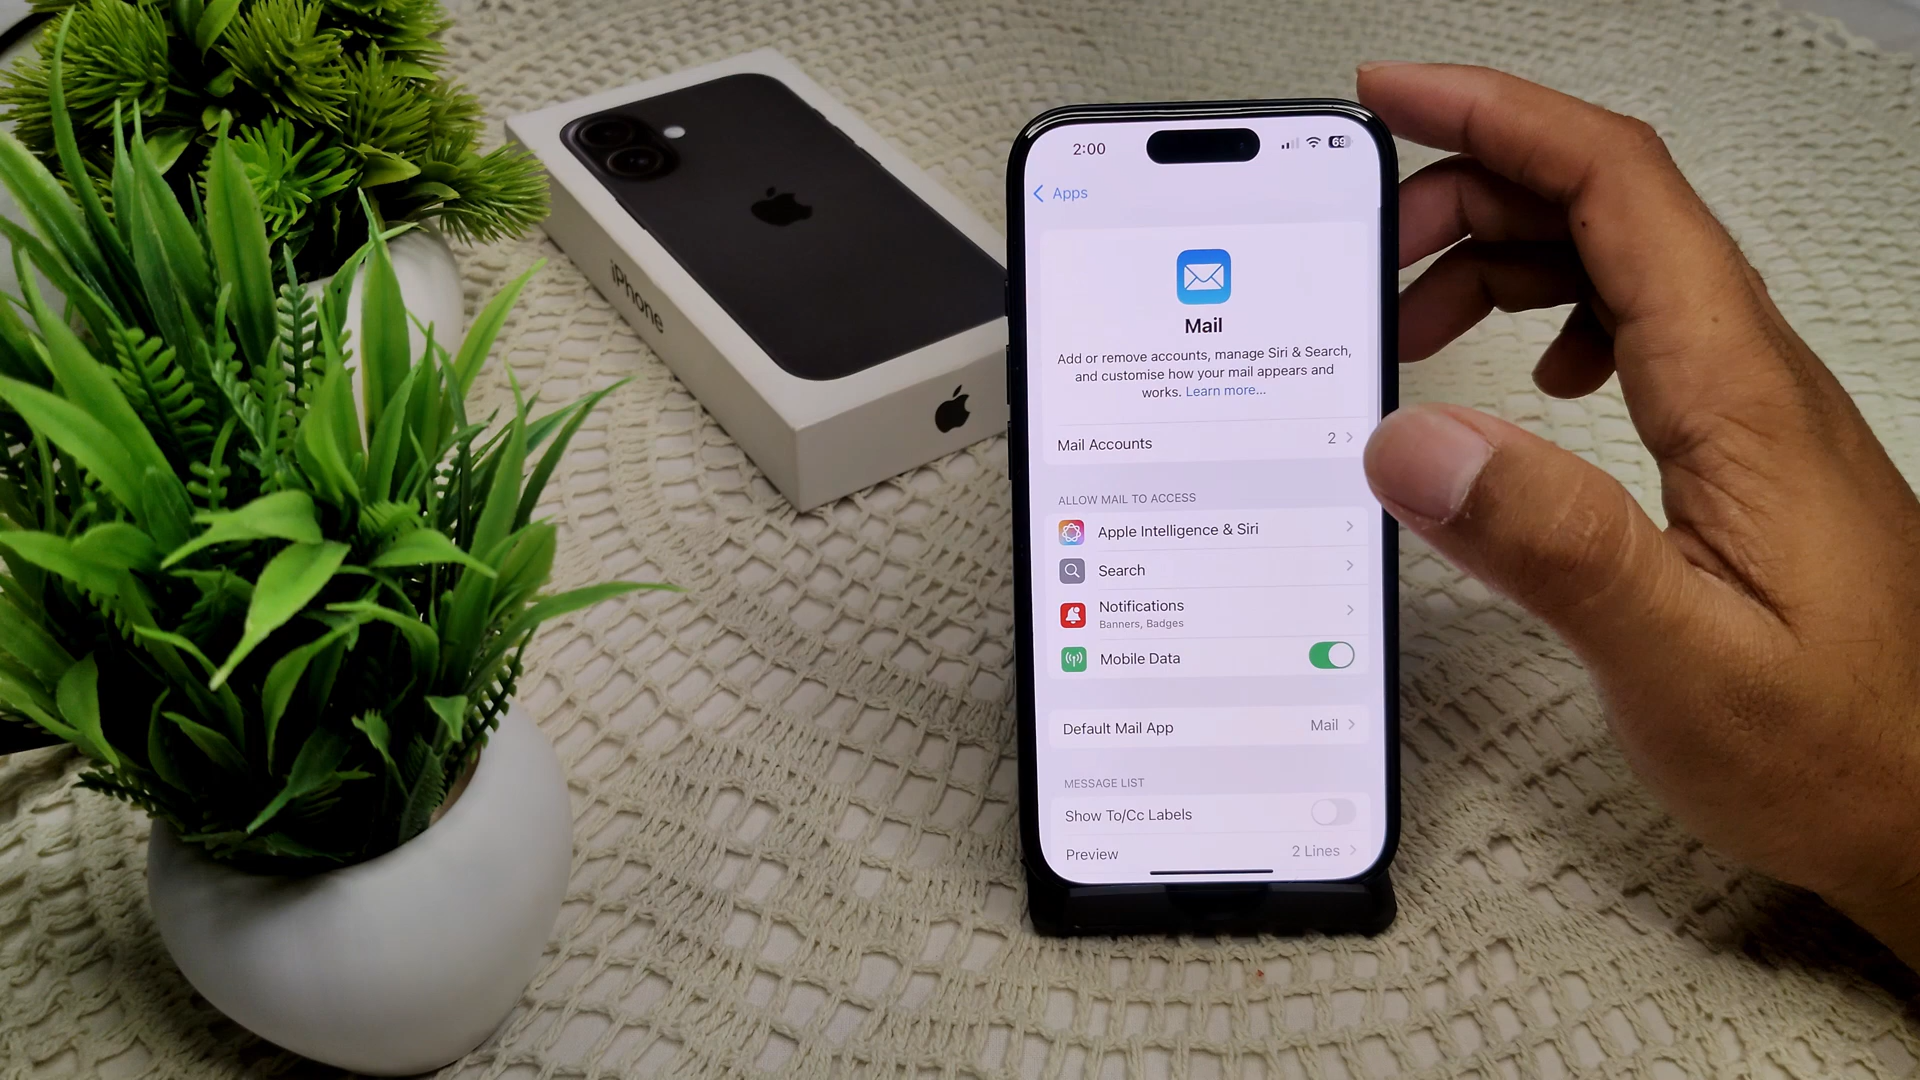 iPhone
2:00
69
Apps
Mail
Add or remove accounts, manage Siri & Search,
and customise how your mail appears and
works. Learn more...
Mail Accounts 2
ALLOW MAIL TO ACCESS
Apple Intelligence & Siri
Search
Notifications
Banners, Badges
Mobile Data
Default Mail App Mail
MESSAGE LIST
Show To/Cc Labels
Preview 2 Lines